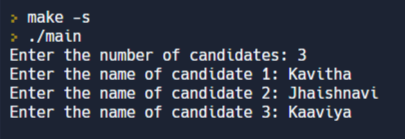 > make -s
> ./main
Enter the number of candidates: 3
Enter the name of candidate 1: Kavitha
Enter the name of candidate 2: Jhaishnavi
Enter the name of candidate 3: Kaaviya